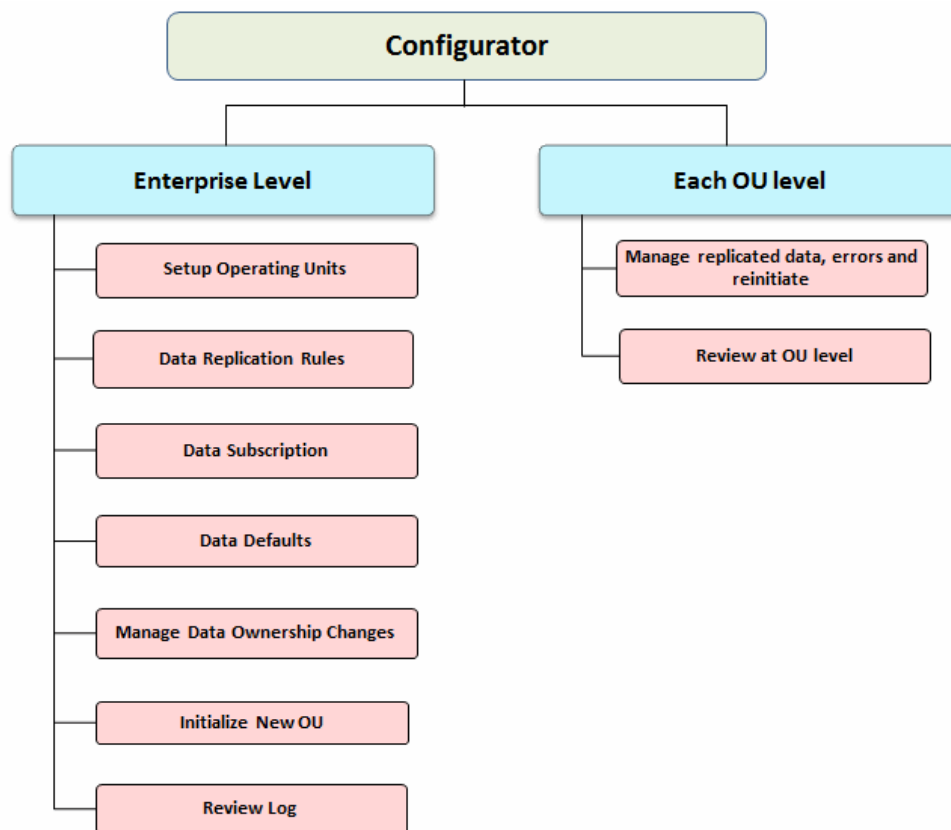 Configurator
Enterprise Level
Setup Operating Units
Data Replication Rules
Data Subscription
Data Defaults
Manage Data Ownership Changes
Initialize New OU
Review Log
Each OU level
Manage replicated data, errors and
reinitiate
Review at OU level